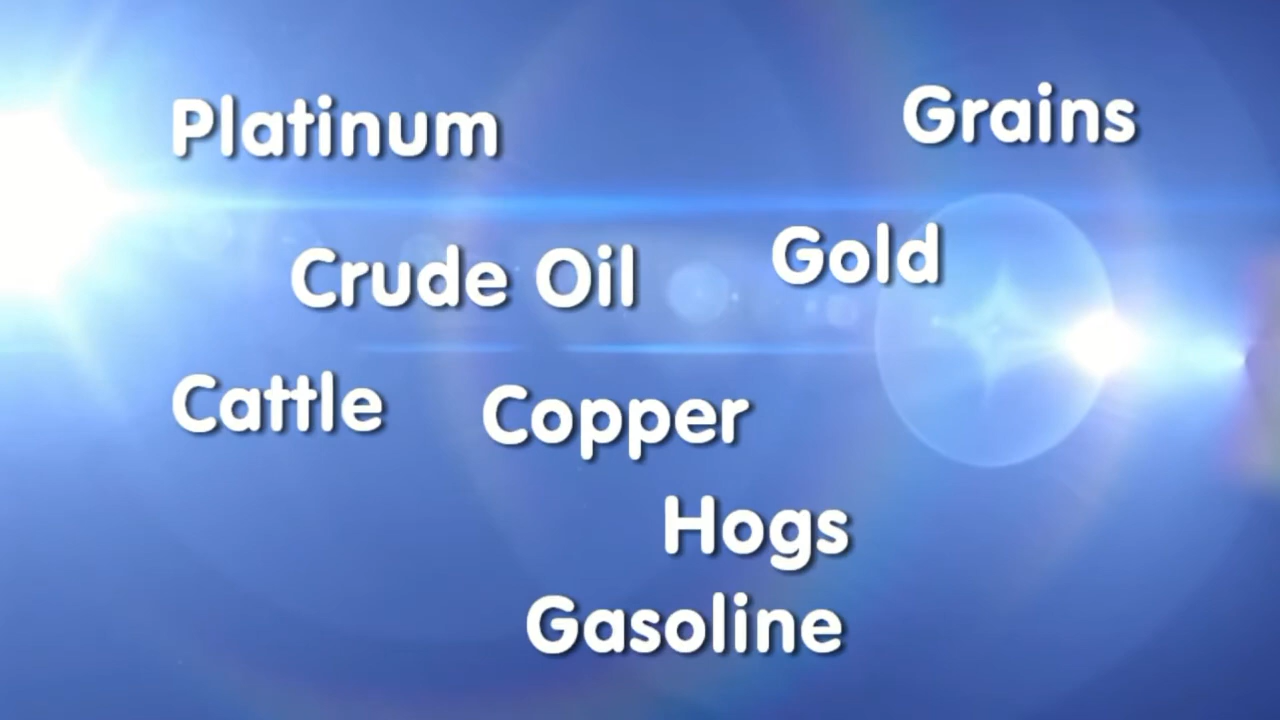 Platinum
Grains
Crude Oil
Gold
Cattle
Copper
Hogs
Gasoline